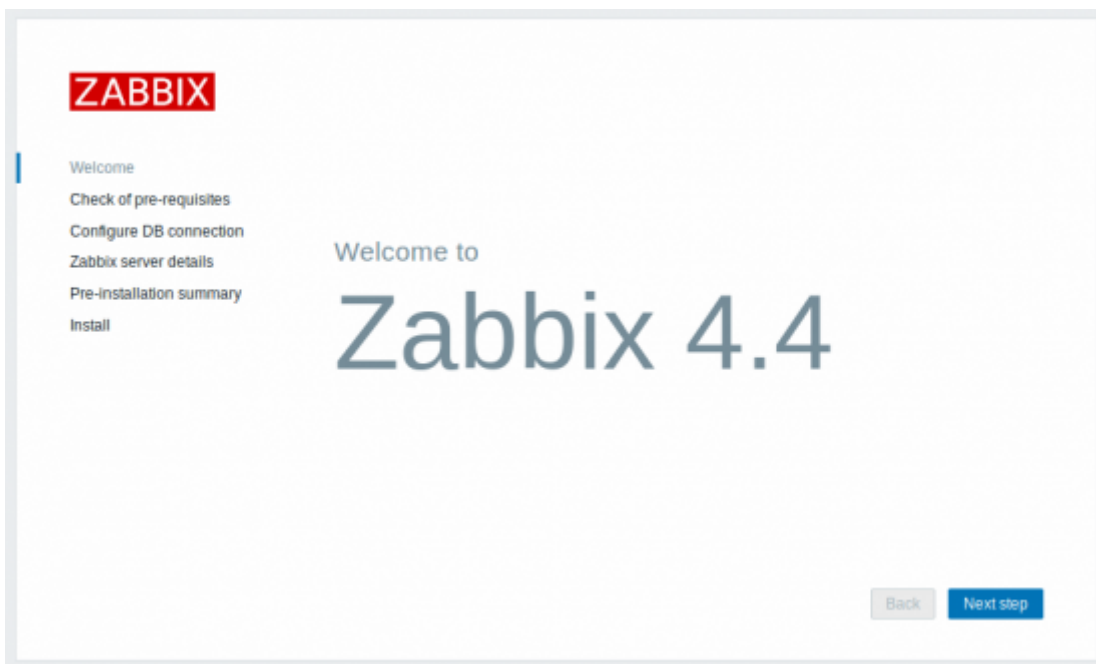 ZABBIX
Welcome
Check of pre-requisites
Configure DB connection
Zabbix server details
Pre-installation summary
Install
Welcome to
Zabbix 4.4
Back
Next step